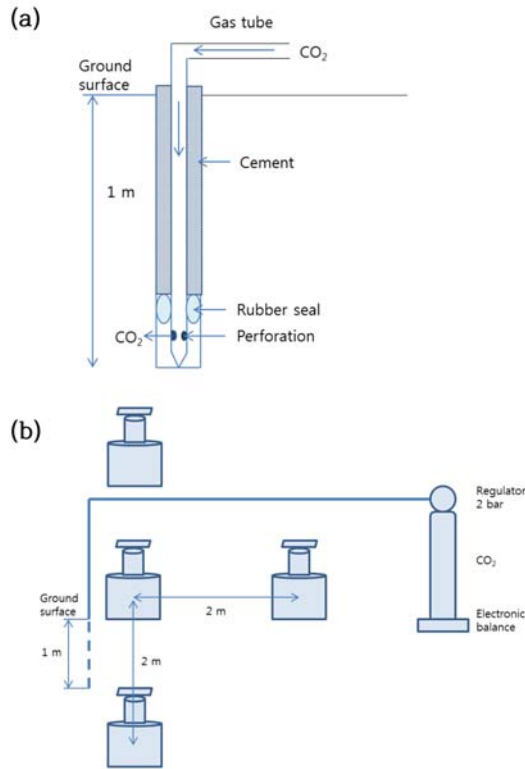 (a)
Gas tube
CO2
Ground
surface
Cement
1 m
Rubber seal
CO2
Perforation
(b)
Regulator
2 bar
CO2
Ground
surface
2 m
Electronic
balance
1 m
2 m